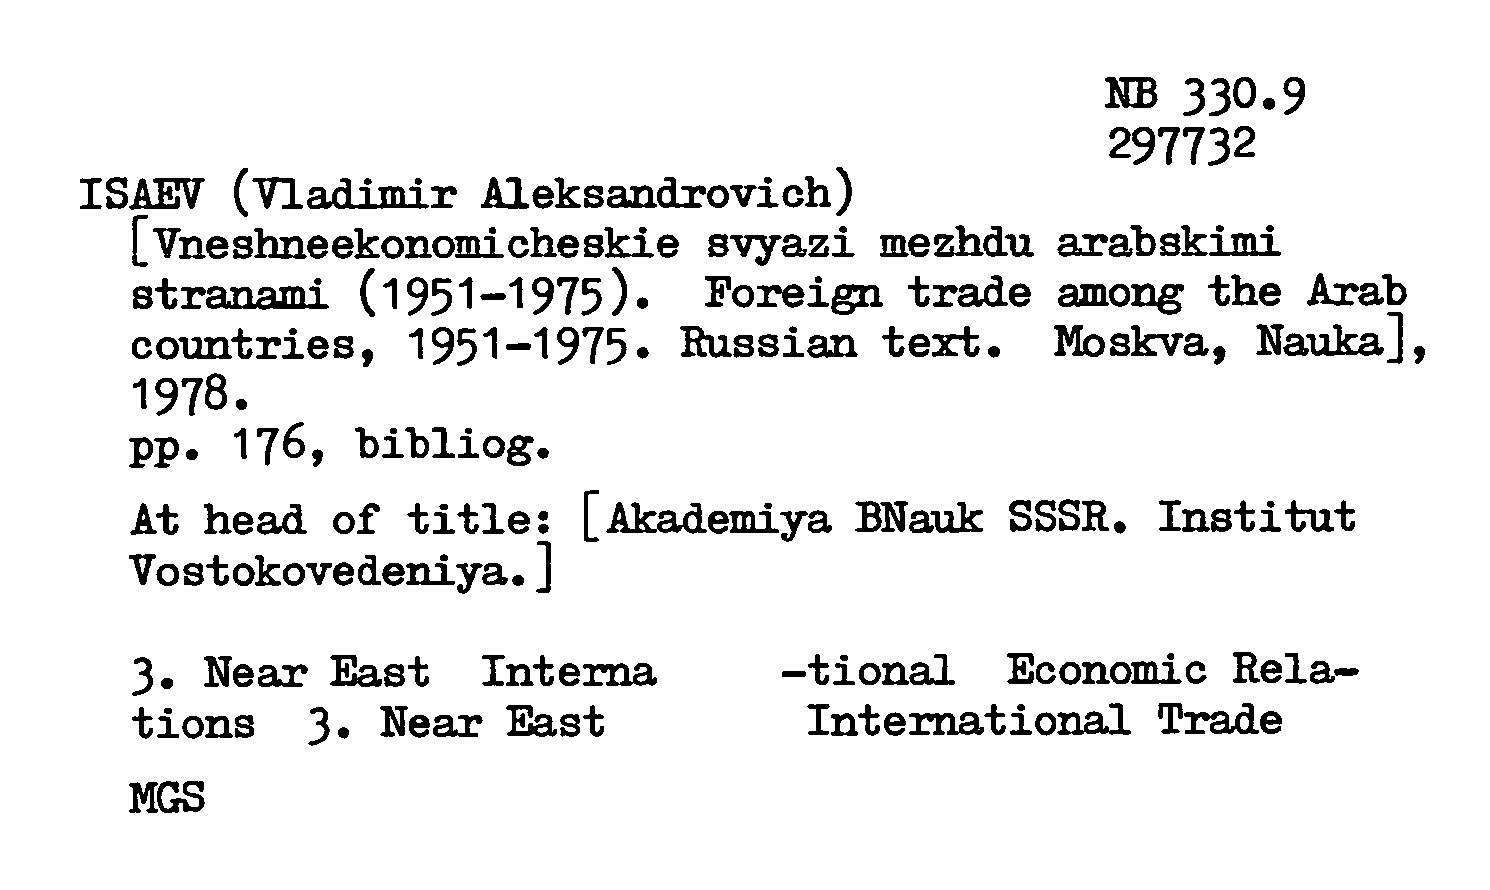 NB 330.9
297732
ISAEV (Vladimir Aleksandrovich)
[Vneshneekonomicheskie svyazi mezhdu arabskimi
stranami (1951-1975). Foreign trade among the Arab
countries, 1951-1975. Russian text. Moskva, Nauka],
1978.
pp. 176, bibliog.
At head of title: [Akademiya BNauk SSSR. Institut
Vostokovedeniya.]
3. Near East Interna -tional Economic Rela-
tions 3. Near East International Trade
MGS